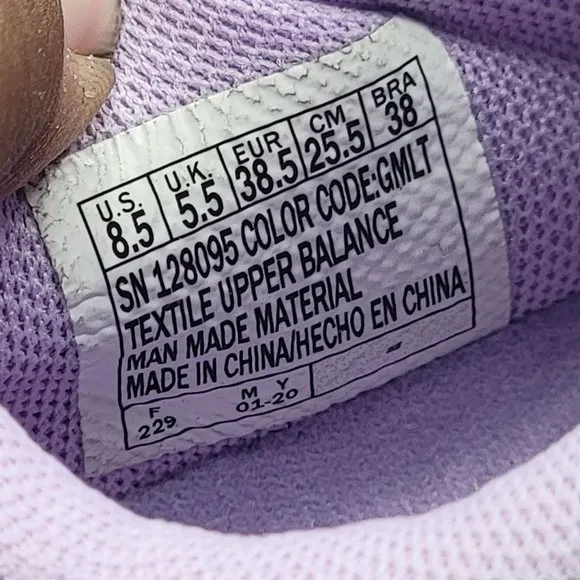 U.S. U.K. EUR CM BRA
8.5 5.5 38.5 25.5 38
SN 128095 COLOR CODE:GMLT
TEXTILE UPPER BALANCE
MAN MADE MATERIAL
MADE IN CHINA/HECHO EN CHINA
F M Y
229 01-20